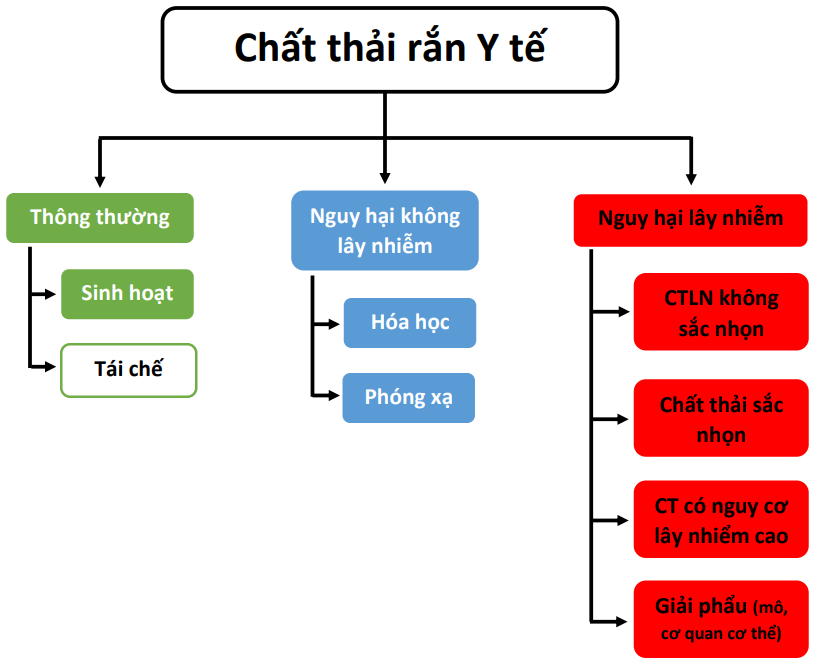 Chất thải rắn Y tế
Thông thường
Sinh hoạt
Tái chế
Nguy hại không
lây nhiễm
Hóa học
Phóng xạ
Nguy hại lây nhiễm
CTLN không
sắc nhọn
Chất thải sắc
nhọn
CT có nguy cơ
lây nhiểm cao
Giải phẩu (mô,
cơ quan cơ thể)